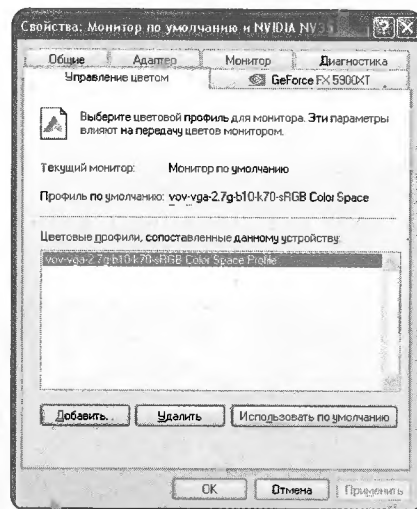 Свойства: Монитор по умолчанию и NVIDIA NV35
Общие Адаптер Монитор Диагностика
Управление цветом GeForce FX 5900XT
Выберите цветовой профиль для монитора. Эти параметры
влияют на передачу цветов монитором.
Текущий монитор: Монитор по умолчанию
Профиль по умолчанию: vov-vga-2.7g-b10-k70-sRGB Color Space
Цветовые профили, сопоставленные данному устройству:
vov-vga-2.7g-b10-k70-sRGB Color Space Profile
Добавить... Удалить Использовать по умолчанию
ОК Отмена Применить